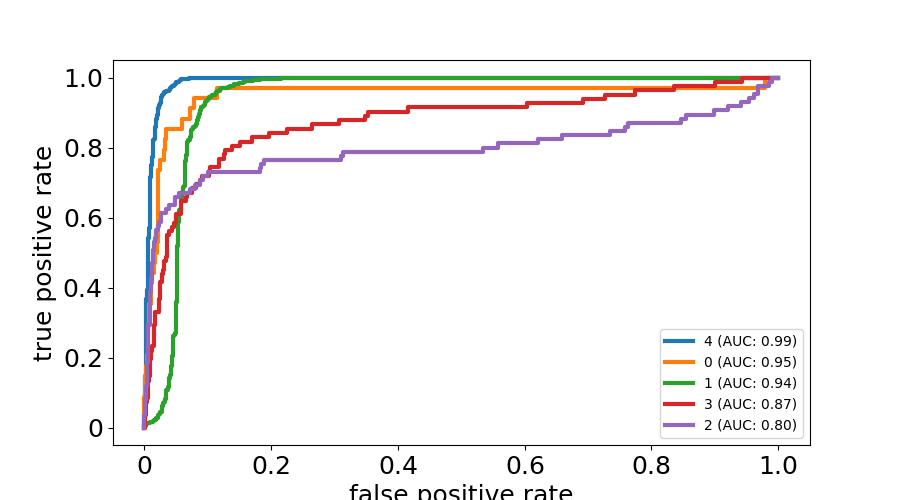 1.0
0.8
0.6
0.4
0.2
0
true positive rate
4 (AUC: 0.99)
0 (AUC: 0.95)
1 (AUC: 0.94)
3 (AUC: 0.87)
2 (AUC: 0.80)
0 0.2 0.4 0.6 0.8 1.0
false positive rate